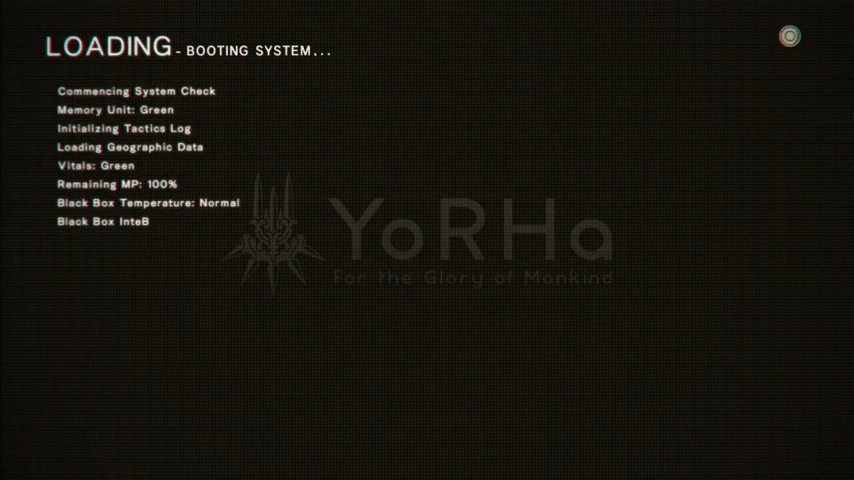 LOADING - BOOTING SYSTEM...
Commencing System Check
Memory Unit: Green
Initializing Tactics Log
Loading Geographic Data
Vitals: Green
Remaining MP: 100%
Black Box Temperature: Normal
Black Box InteB
YoRHa
For the Glory of Mankind